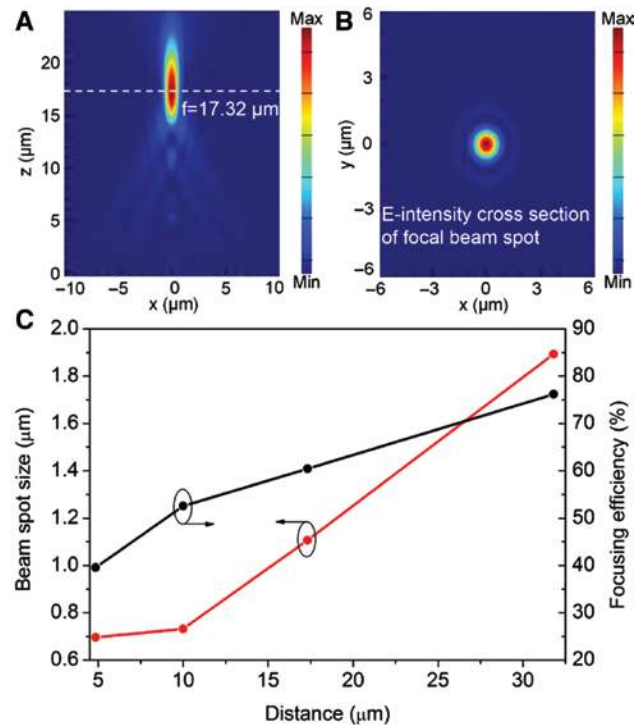 A
Max
Min
20
15
10
5
0
z (μm)
f=17.32 μm
−10 −5 0 5 10
x (μm)
B
Max
Min
6
3
0
−3
−6
y (μm)
E-intensity cross section
of focal beam spot
−6 −3 0 3 6
x (μm)
C
2.0
1.8
1.6
1.4
1.2
1.0
0.8
0.6
Beam spot size (μm)
90
80
70
60
50
40
30
20
Focusing efficiency (%)
5 10 15 20 25 30
Distance (μm)